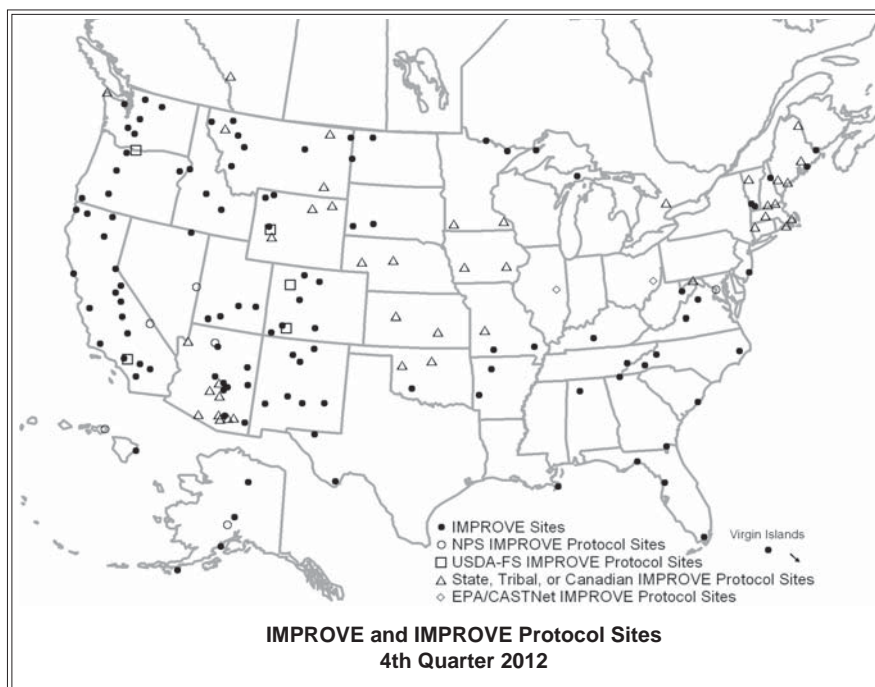 Virgin Islands
IMPROVE Sites
NPS IMPROVE Protocol Sites
USDA-FS IMPROVE Protocol Sites
State, Tribal, or Canadian IMPROVE Protocol Sites
EPA/CASTNet IMPROVE Protocol Sites
IMPROVE and IMPROVE Protocol Sites
4th Quarter 2012